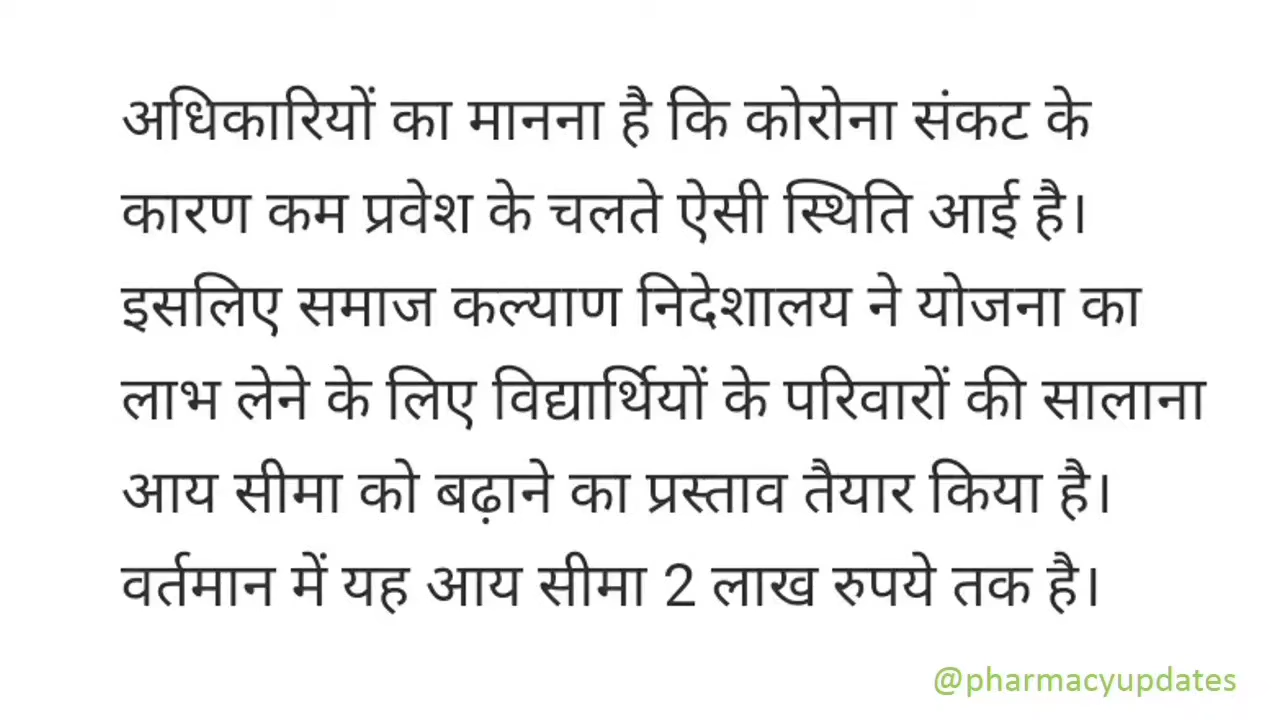 अधिकारियों का मानना है कि कोरोना संकट के
कारण कम प्रवेश के चलते ऐसी स्थिति आई है।
इसलिए समाज कल्याण निदेशालय ने योजना का
लाभ लेने के लिए विद्यार्थियों के परिवारों की सालाना
आय सीमा को बढ़ाने का प्रस्ताव तैयार किया है।
वर्तमान में यह आय सीमा 2 लाख रुपये तक है।
@pharmacyupdates